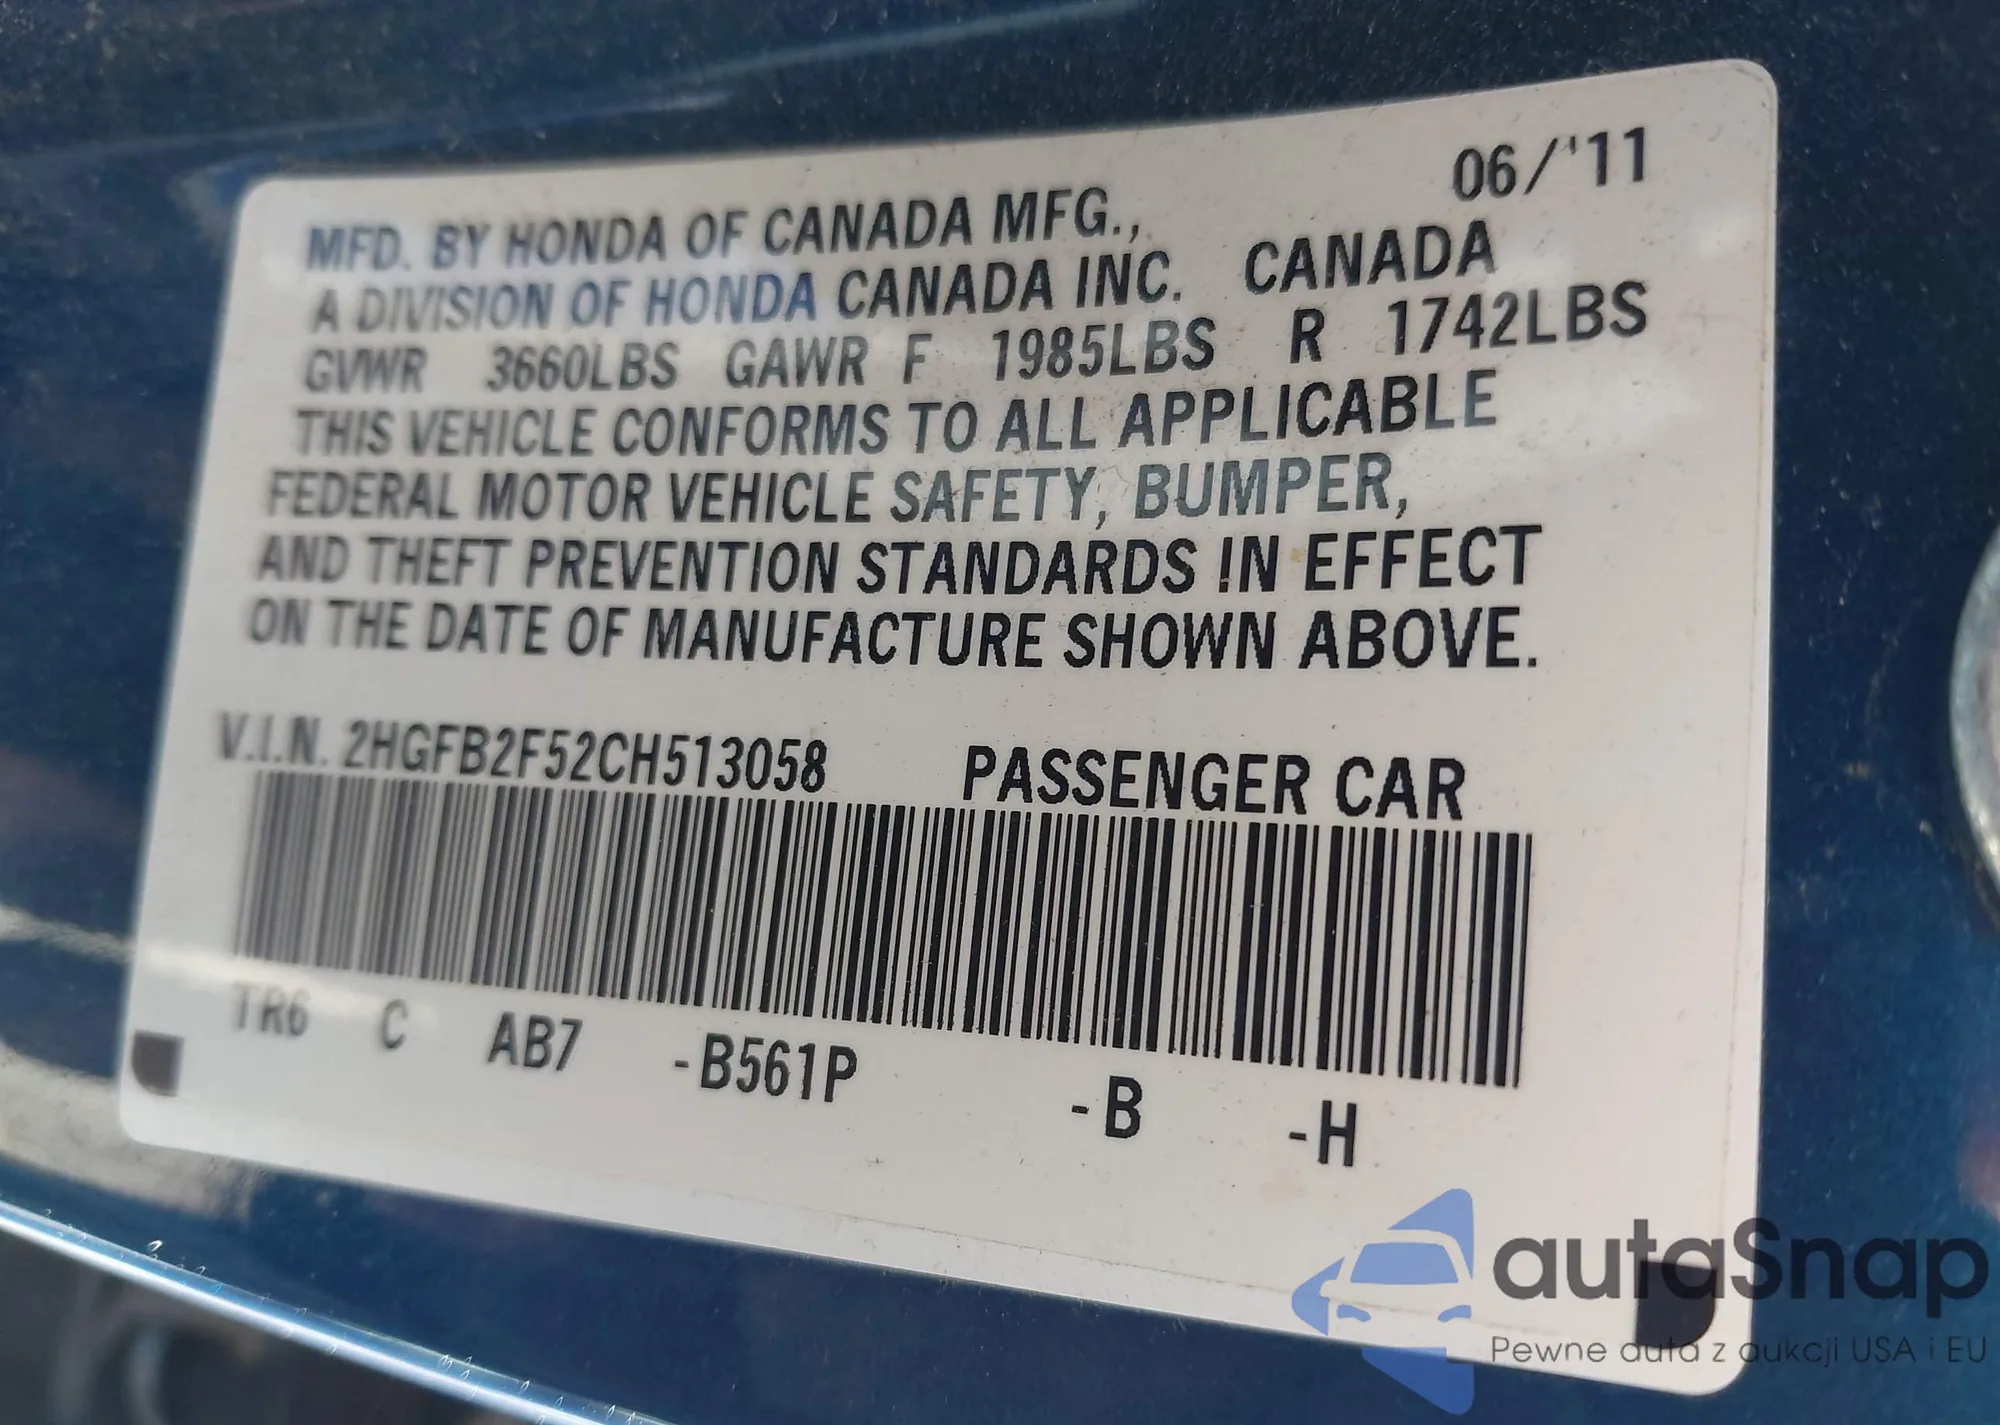 06/'11
MFD. BY HONDA OF CANADA MFG.,
A DIVISION OF HONDA CANADA INC. CANADA
GVWR 3660LBS GAWR F 1985LBS R 1742LBS
THIS VEHICLE CONFORMS TO ALL APPLICABLE
FEDERAL MOTOR VEHICLE SAFETY, BUMPER,
AND THEFT PREVENTION STANDARDS IN EFFECT
ON THE DATE OF MANUFACTURE SHOWN ABOVE.
V.I.N. 2HGFB2F52CH513058 PASSENGER CAR
TR6 C AB7 -B561P -B -H
autaSnap
Pewne auta z aukcji USA i EU